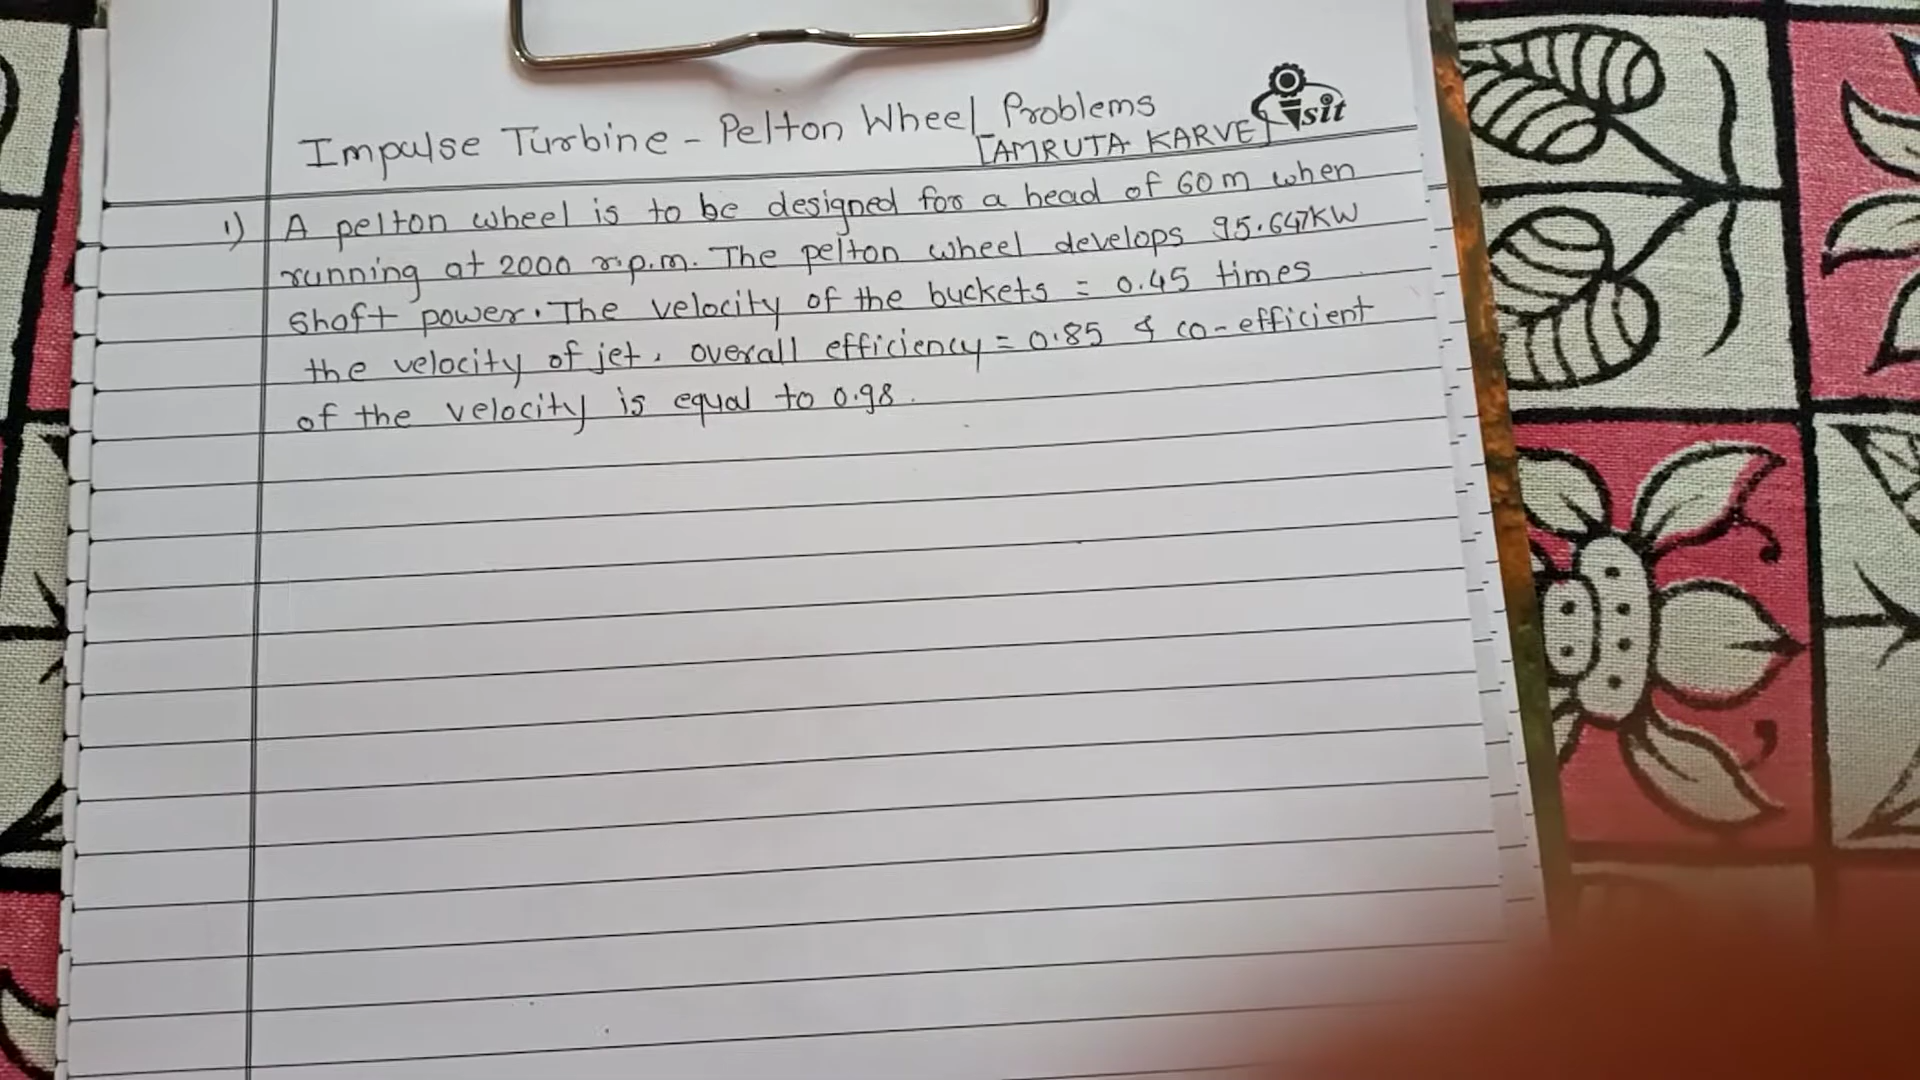 Impulse Turbine - Pelton Wheel Problems
[AMRUTA KARVE]
sit
1) A pelton wheel is to be designed for a head of 60m when
running at 2000 r.p.m. The pelton wheel develops 95.647KW
shaft power. The velocity of the buckets = 0.45 times
the velocity of jet, overall efficiency = 0.85 & co-efficient
of the velocity is equal to 0.98.